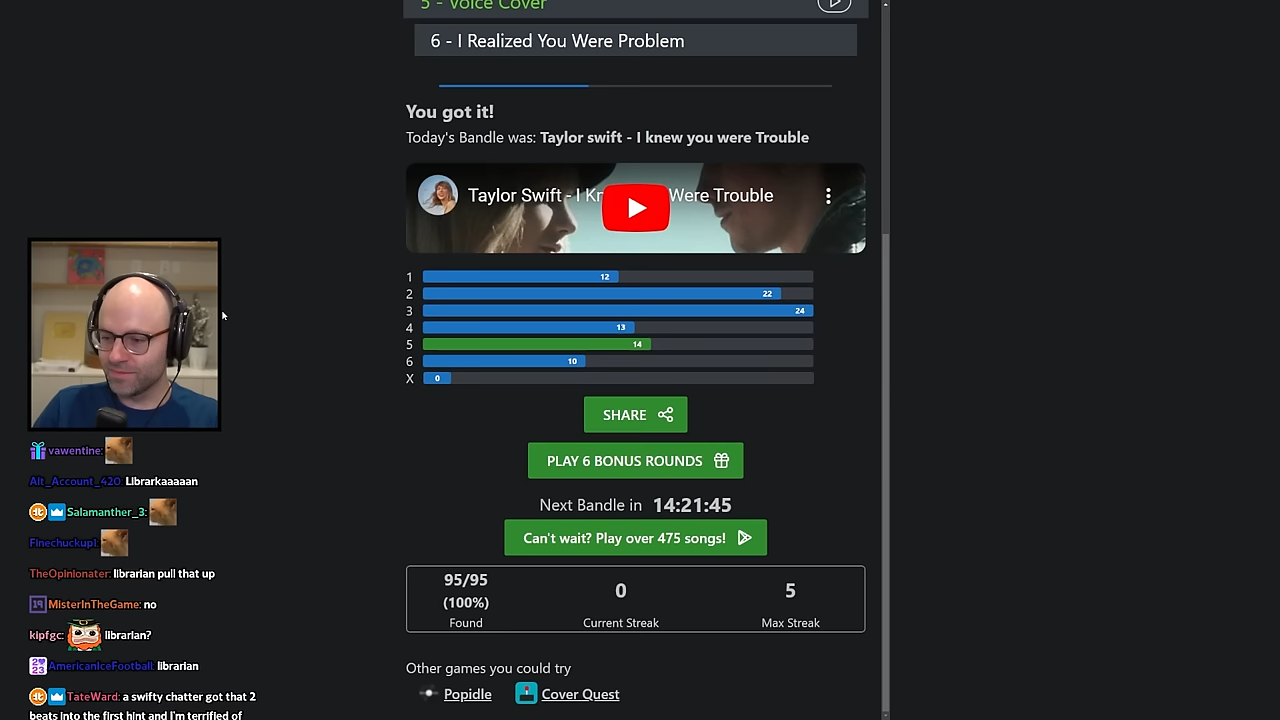 5 - Voice Cover
6 - I Realized You Were Problem
You got it!
Today's Bandle was: Taylor swift - I knew you were Trouble
Taylor Swift - I Kn Were Trouble
1 12
2 22
3 24
4 13
5 14
6 10
X 0
SHARE
PLAY 6 BONUS ROUNDS
Next Bandle in 14:21:45
Can't wait? Play over 475 songs!
95/95 0 5
(100%)
Found Current Streak Max Streak
Other games you could try
Popidle Cover Quest
vawentine:
Alt_Account_420: Librarkaaaaan
Salamanther_3:
Finechuckup1:
TheOpinionater: librarian pull that up
19 MisterInTheGame: no
kipfgc: librarian?
AmericanIceFootball: librarian
TateWard: a swifty chatter got that 2
beats into the first hint and I'm terrified of